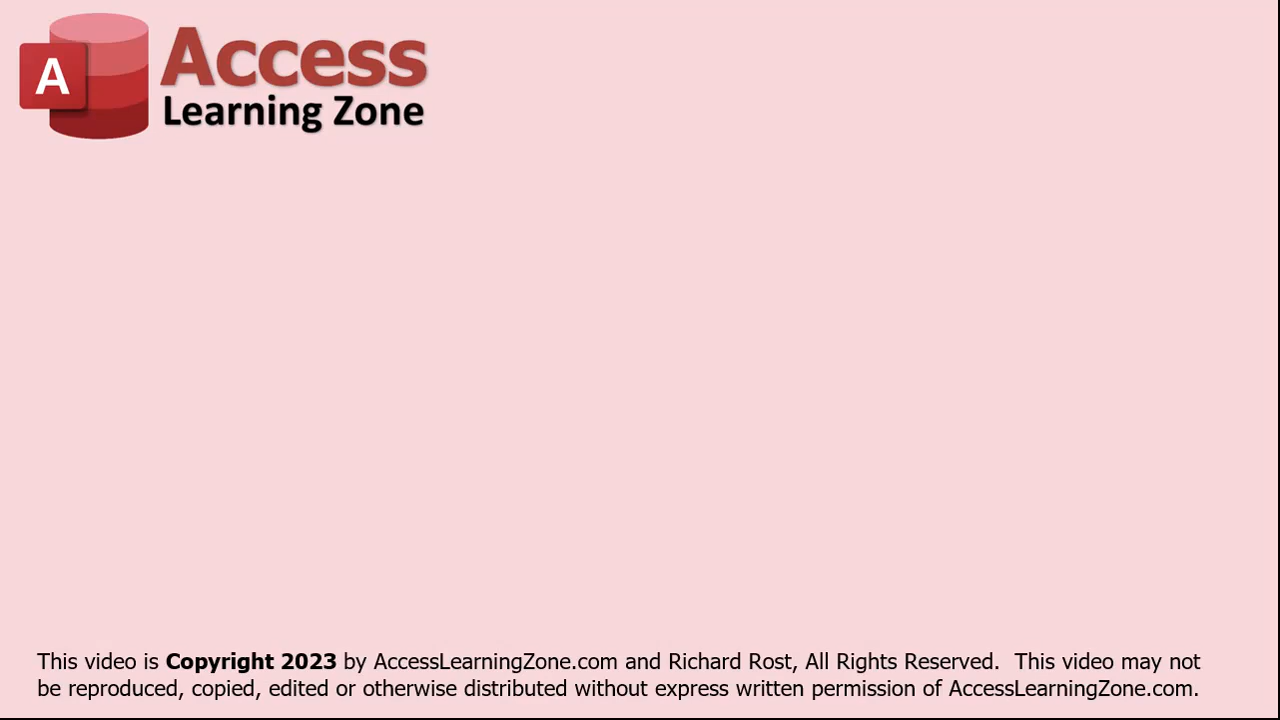 A
Access
Learning Zone
This video is Copyright 2023 by AccessLearningZone.com and Richard Rost, All Rights Reserved.  This video may not
be reproduced, copied, edited or otherwise distributed without express written permission of AccessLearningZone.com.